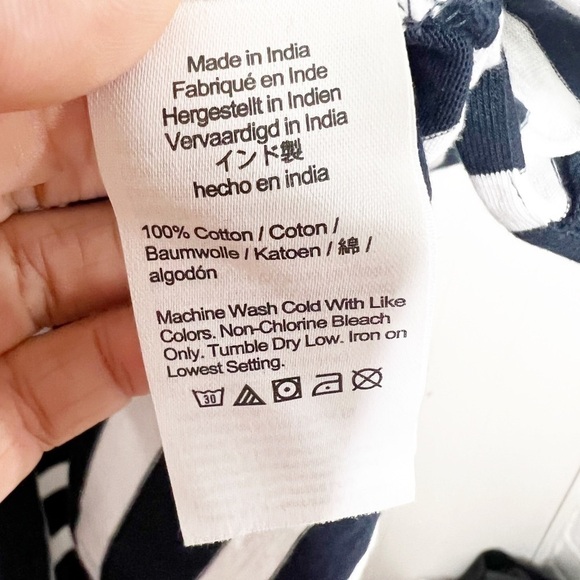 Made in India
Fabriqué en Inde
Hergestellt in Indien
Vervaardigd in India
インド製
hecho en india
100% Cotton / Coton /
Baumwolle / Katoen / 綿 /
algodón
Machine Wash Cold With Like
Colors. Non-Chlorine Bleach
Only. Tumble Dry Low. Iron on
Lowest Setting.
30